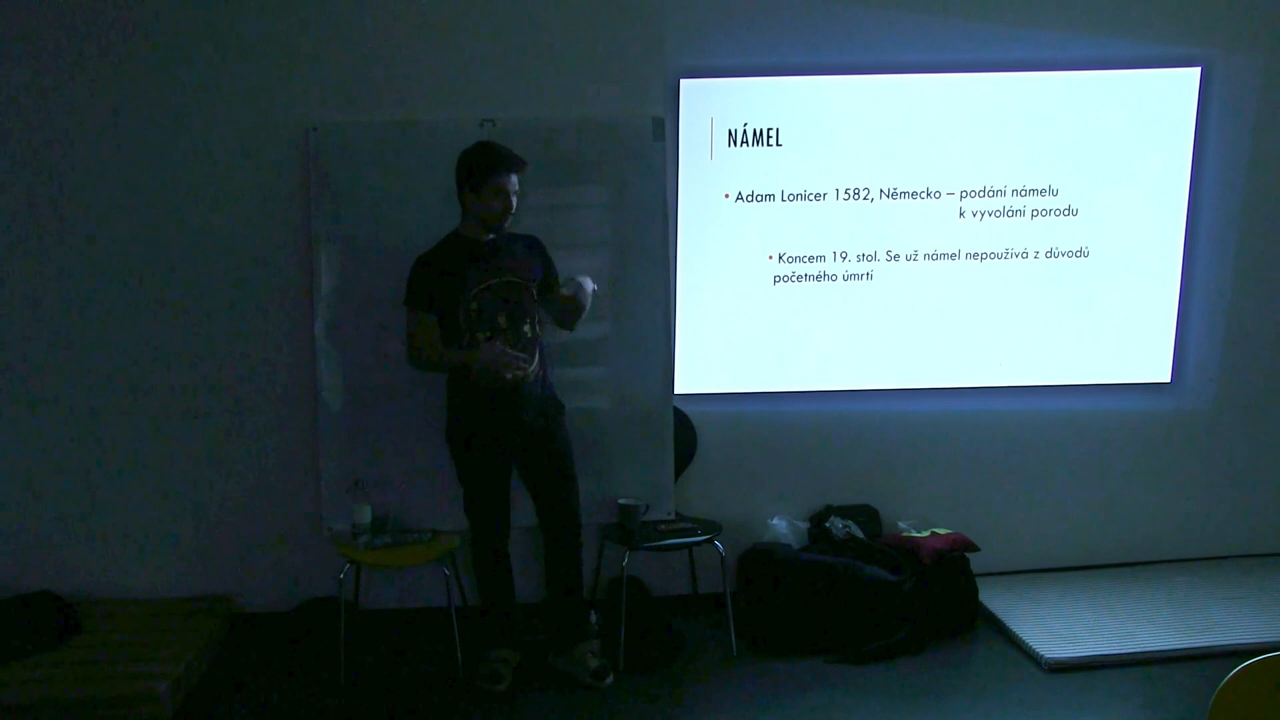 NÁMEL
• Adam Lonicer 1582, Německo – podání námelu
k vyvolání porodu
• Koncem 19. stol. Se už námel nepoužívá z důvodů
početného úmrtí